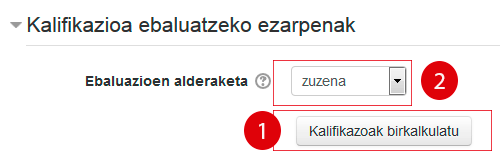 Kalifikazioa ebaluatzeko ezarpenak
Ebaluazioen alderaketa ? zuzena 2
1 Kalifikazoak birkalkulatu